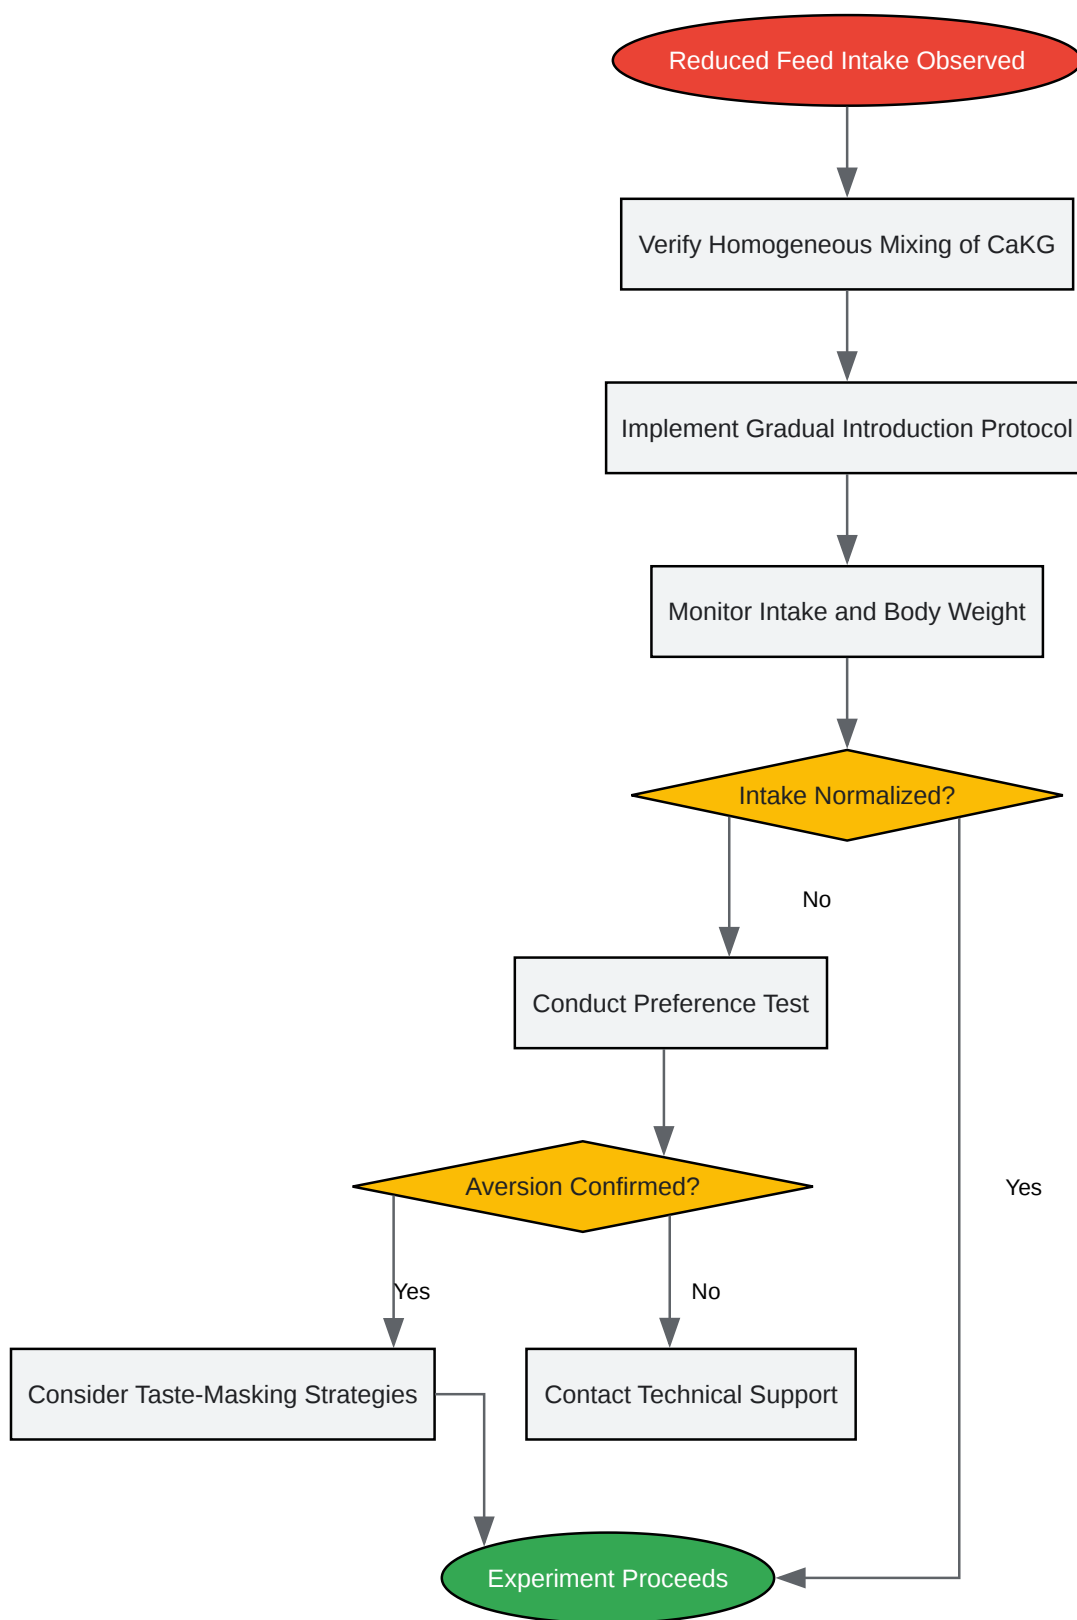 Reduced Feed Intake Observed
Verify Homogeneous Mixing of CaKG
Implement Gradual Introduction Protocol
Monitor Intake and Body Weight
Intake Normalized?
No
Conduct Preference Test
Aversion Confirmed?
Yes
Yes
No
Consider Taste-Masking Strategies
Contact Technical Support
Experiment Proceeds